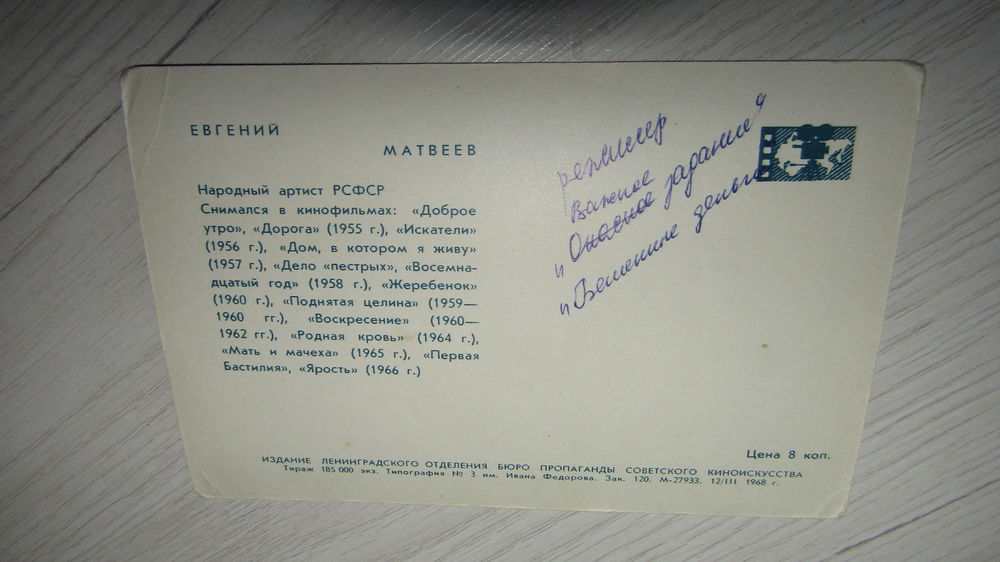 ЕВГЕНИЙ
МАТВЕЕВ
Народный артист РСФСР
Снимался в кинофильмах: «Доброе
утро», «Дорога» (1955 г.), «Искатели»
(1956 г.), «Дом, в котором я живу»
(1957 г.), «Дело «пестрых», «Восемна-
дцатый год» (1958 г.), «Жеребенок»
(1960 г.), «Поднятая целина» (1959—
1960 гг.), «Воскресение» (1960—
1962 гг.), «Родная кровь» (1964 г.),
«Мать и мачеха» (1965 г.), «Первая
Бастилия», «Ярость» (1966 г.)
режиссер
Важное
"Опасное задание"
"Бешенные деньги
Цена 8 коп.
ИЗДАНИЕ ЛЕНИНГРАДСКОГО ОТДЕЛЕНИЯ БЮРО ПРОПАГАНДЫ СОВЕТСКОГО КИНОИСКУССТВА
Тираж 185 000 экз. Типография № 3 им. Ивана Федорова. Зак. 120. М-27933. 12/III 1968 г.